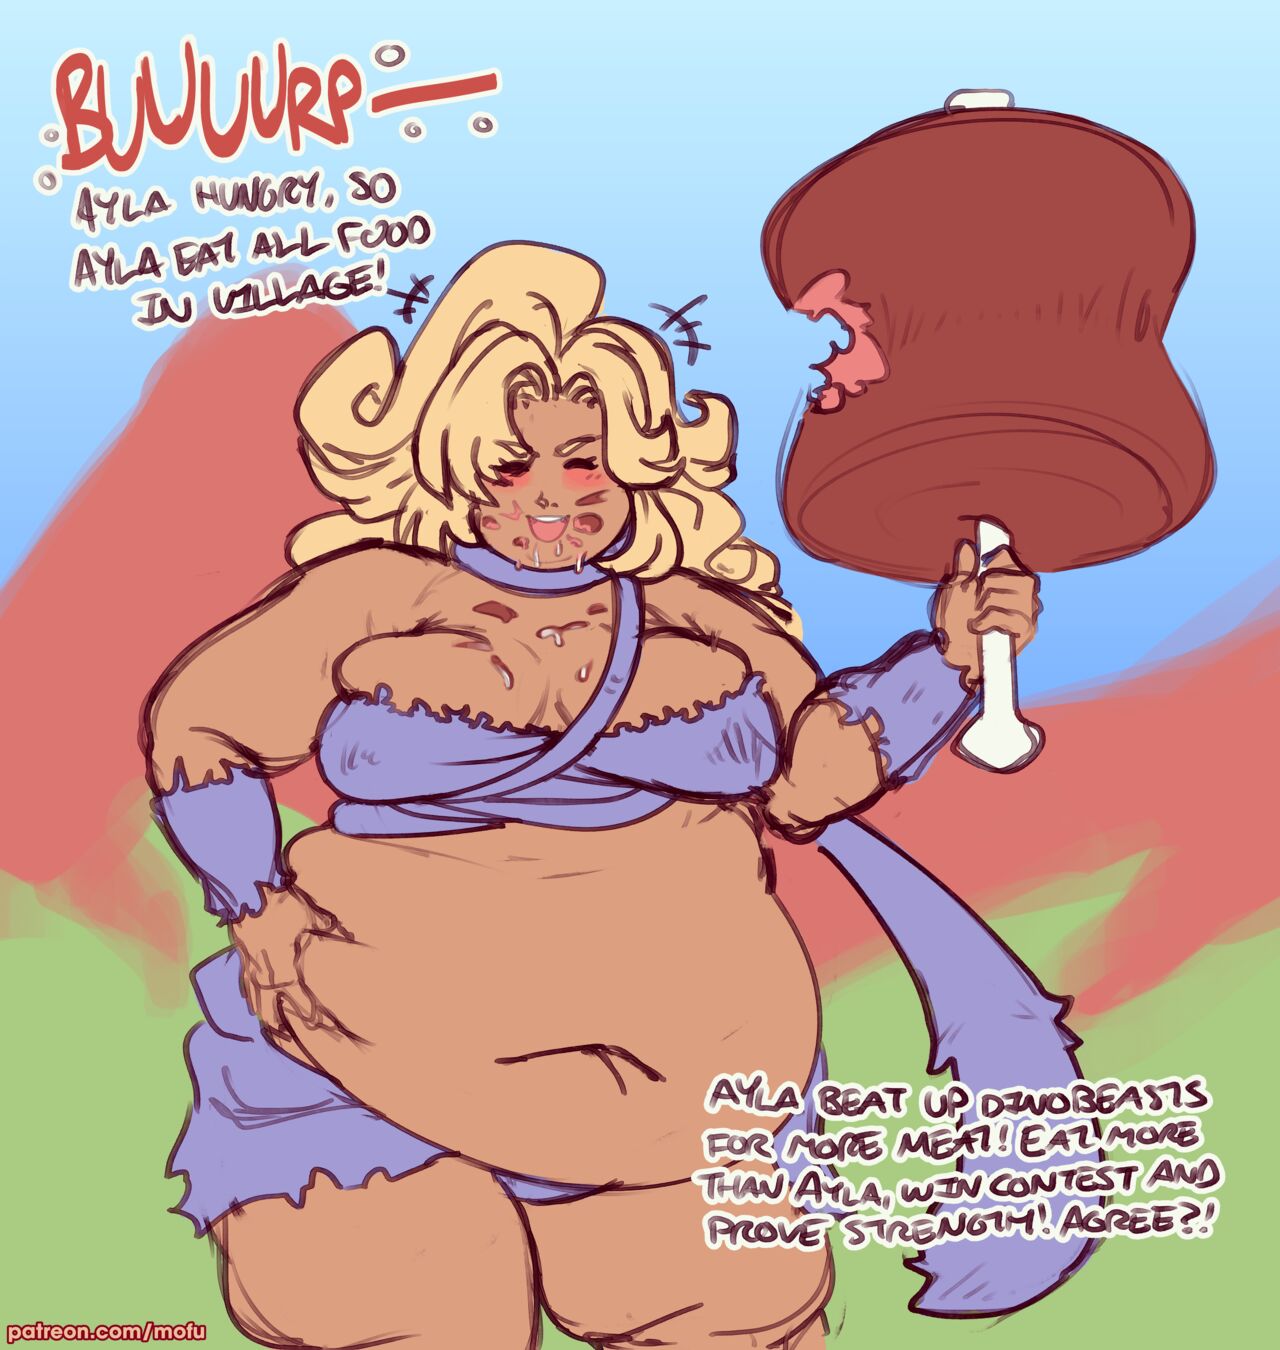 BUUUURP—
AYLA HUNGRY, SO
AYLA EAT ALL FOOD
IN VILLAGE!
AYLA BEAT UP DINOBEASTS
FOR MORE MEAT! EAT MORE
THAN AYLA, WIN CONTEST AND
PROVE STRENGTH! AGREE?!
patreon.com/mofu